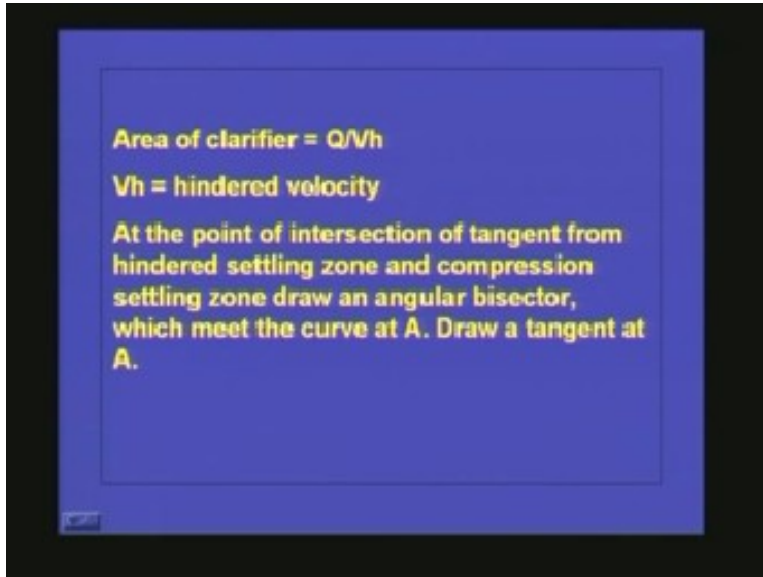 Area of clarifier = Q/Vh
Vh = hindered volocity
At the point of intersection of tangent from
hindered settling zone and compression
settling zone draw an angular bisector,
which meet the curve at A. Draw a tangent at
A.